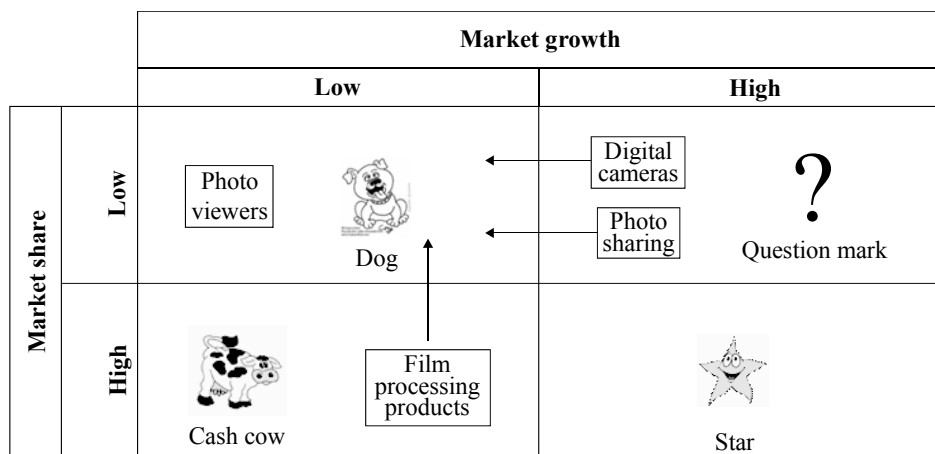 Market growth
Low
High
Market share
Low
Photo
viewers
Dog
Digital
cameras
Photo
sharing
?
Question mark
High
Cash cow
Film
processing
products
Star